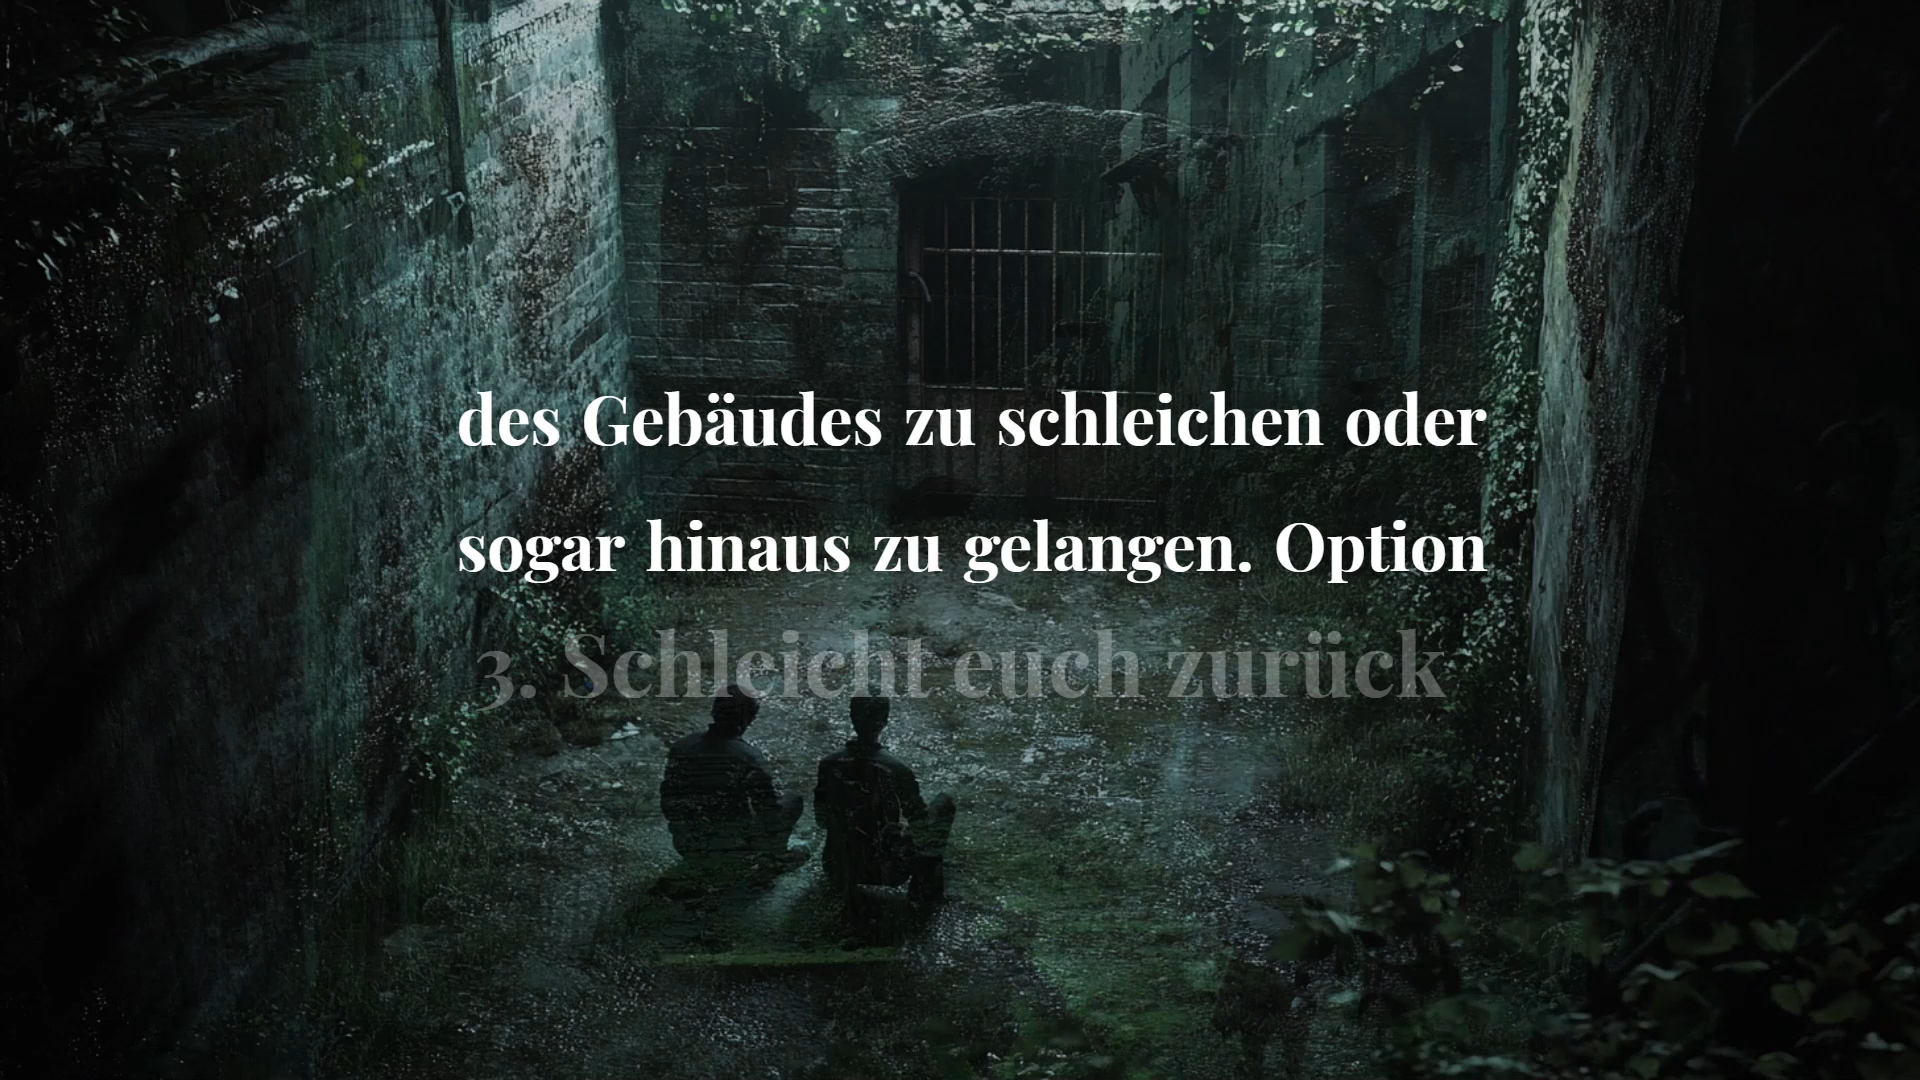 des Gebäudes zu schleichen oder
sogar hinaus zu gelangen. Option
3. Schleicht euch zurück